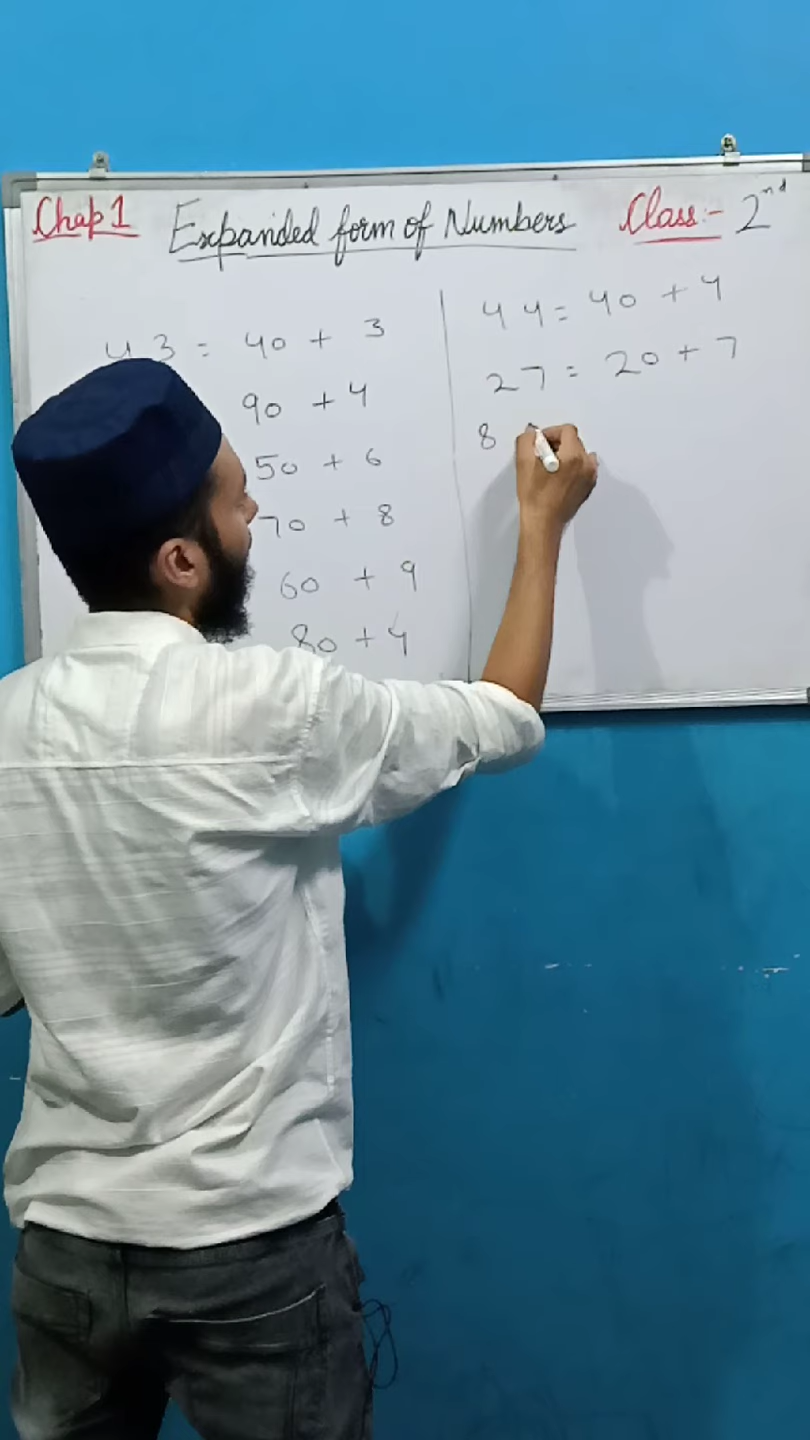 Chap 1 Expanded form of Numbers Class:- 2nd
43 = 40 + 3
90 + 4
50 + 6
70 + 8
60 + 9
80 + 4
44 = 40 + 4
27 = 20 + 7
8